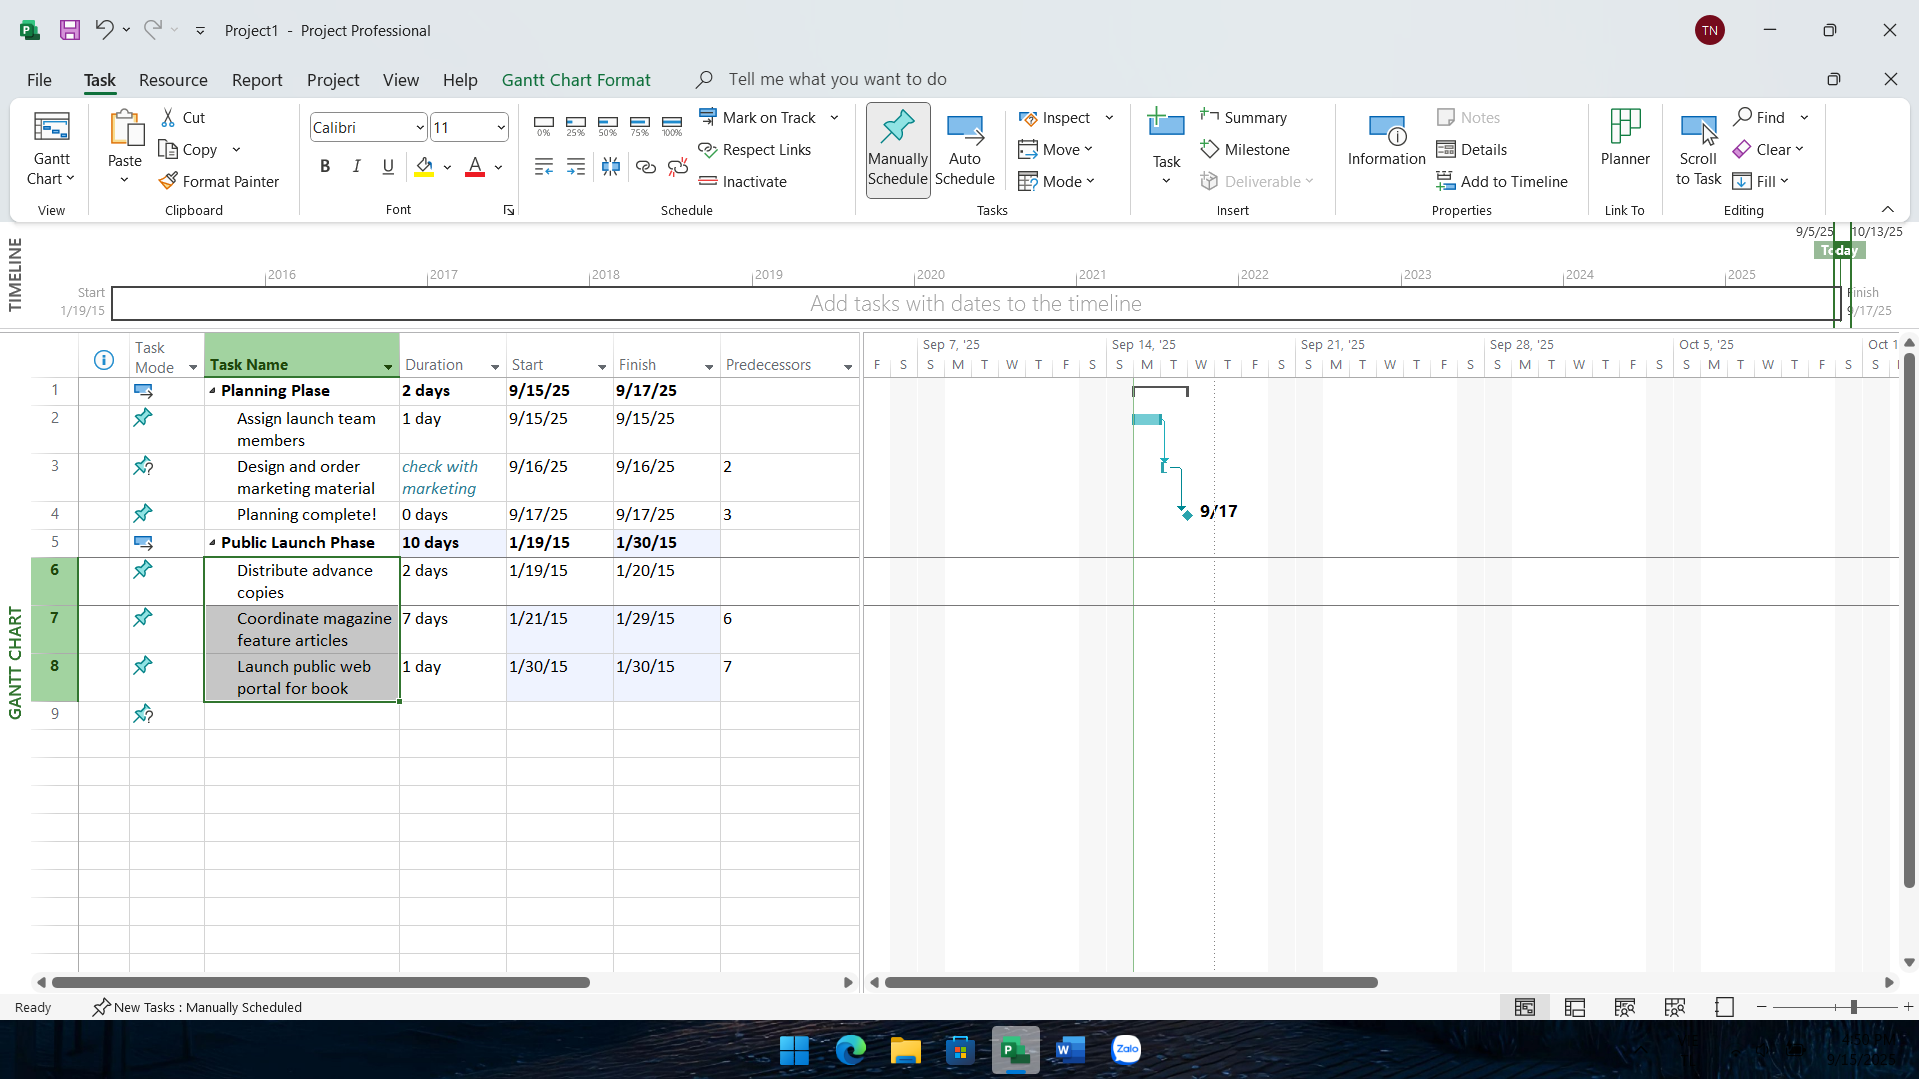 Project1 - Project Professional
TN
File Task Resource Report Project View Help Gantt Chart Format Tell me what you want to do
Gantt
Chart
View
Paste
Cut
Copy
Format Painter
Clipboard
Calibri 11
B I U A
Font
0% 25% 50% 75% 100%
Mark on Track
Respect Links
Inactivate
Schedule
Manually
Schedule
Auto
Schedule
Inspect
Move
Mode
Tasks
Task
Summary
Milestone
Deliverable
Insert
Information
Notes
Details
Add to Timeline
Properties
Planner
Link To
Scroll
to Task
Find
Clear
Fill
Editing
TIMELINE
9/5/25 10/13/25
Today
2016 2017 2018 2019 2020 2021 2022 2023 2024 2025
Start
1/19/15
Add tasks with dates to the timeline
Finish
9/17/25
GANTT CHART
Task
Mode
Task Name Duration Start Finish Predecessors
Sep 7, '25 Sep 14, '25 Sep 21, '25 Sep 28, '25 Oct 5, '25 Oct 1
F S S M T W T F S S M T W T F S S M T W T F S S M T W T F S S M T W T F S S
1 Planning Plase 2 days 9/15/25 9/17/25
2 Assign launch team 1 day 9/15/25 9/15/25
members
3 Design and order check with 9/16/25 9/16/25 2
marketing material marketing
4 Planning complete! 0 days 9/17/25 9/17/25 3
9/17
5 Public Launch Phase 10 days 1/19/15 1/30/15
6 Distribute advance 2 days 1/19/15 1/20/15
copies
7 Coordinate magazine 7 days 1/21/15 1/29/15 6
feature articles
8 Launch public web 1 day 1/30/15 1/30/15 7
portal for book
9
Ready New Tasks : Manually Scheduled
Zalo